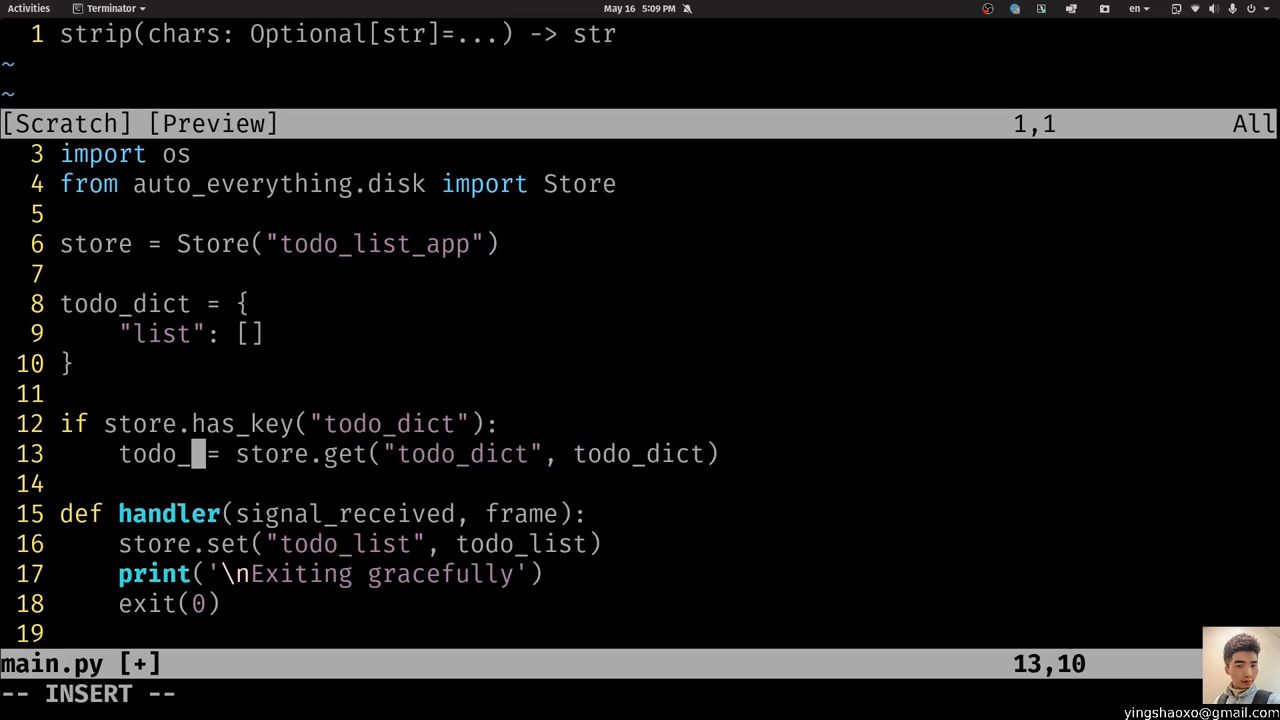 Activities Terminator May 16 5:09 PM en
1 strip(chars: Optional[str]=...) -> str
~
~
[Scratch] [Preview] 1,1 All
3 import os
4 from auto_everything.disk import Store
5
6 store = Store("todo_list_app")
7
8 todo_dict = {
9 "list": []
10 }
11
12 if store.has_key("todo_dict"):
13 todo_ = store.get("todo_dict", todo_dict)
14
15 def handler(signal_received, frame):
16 store.set("todo_list", todo_list)
17 print('\nExiting gracefully')
18 exit(0)
19
main.py [+] 13,10
-- INSERT --
yingshaoxo@gmail.com